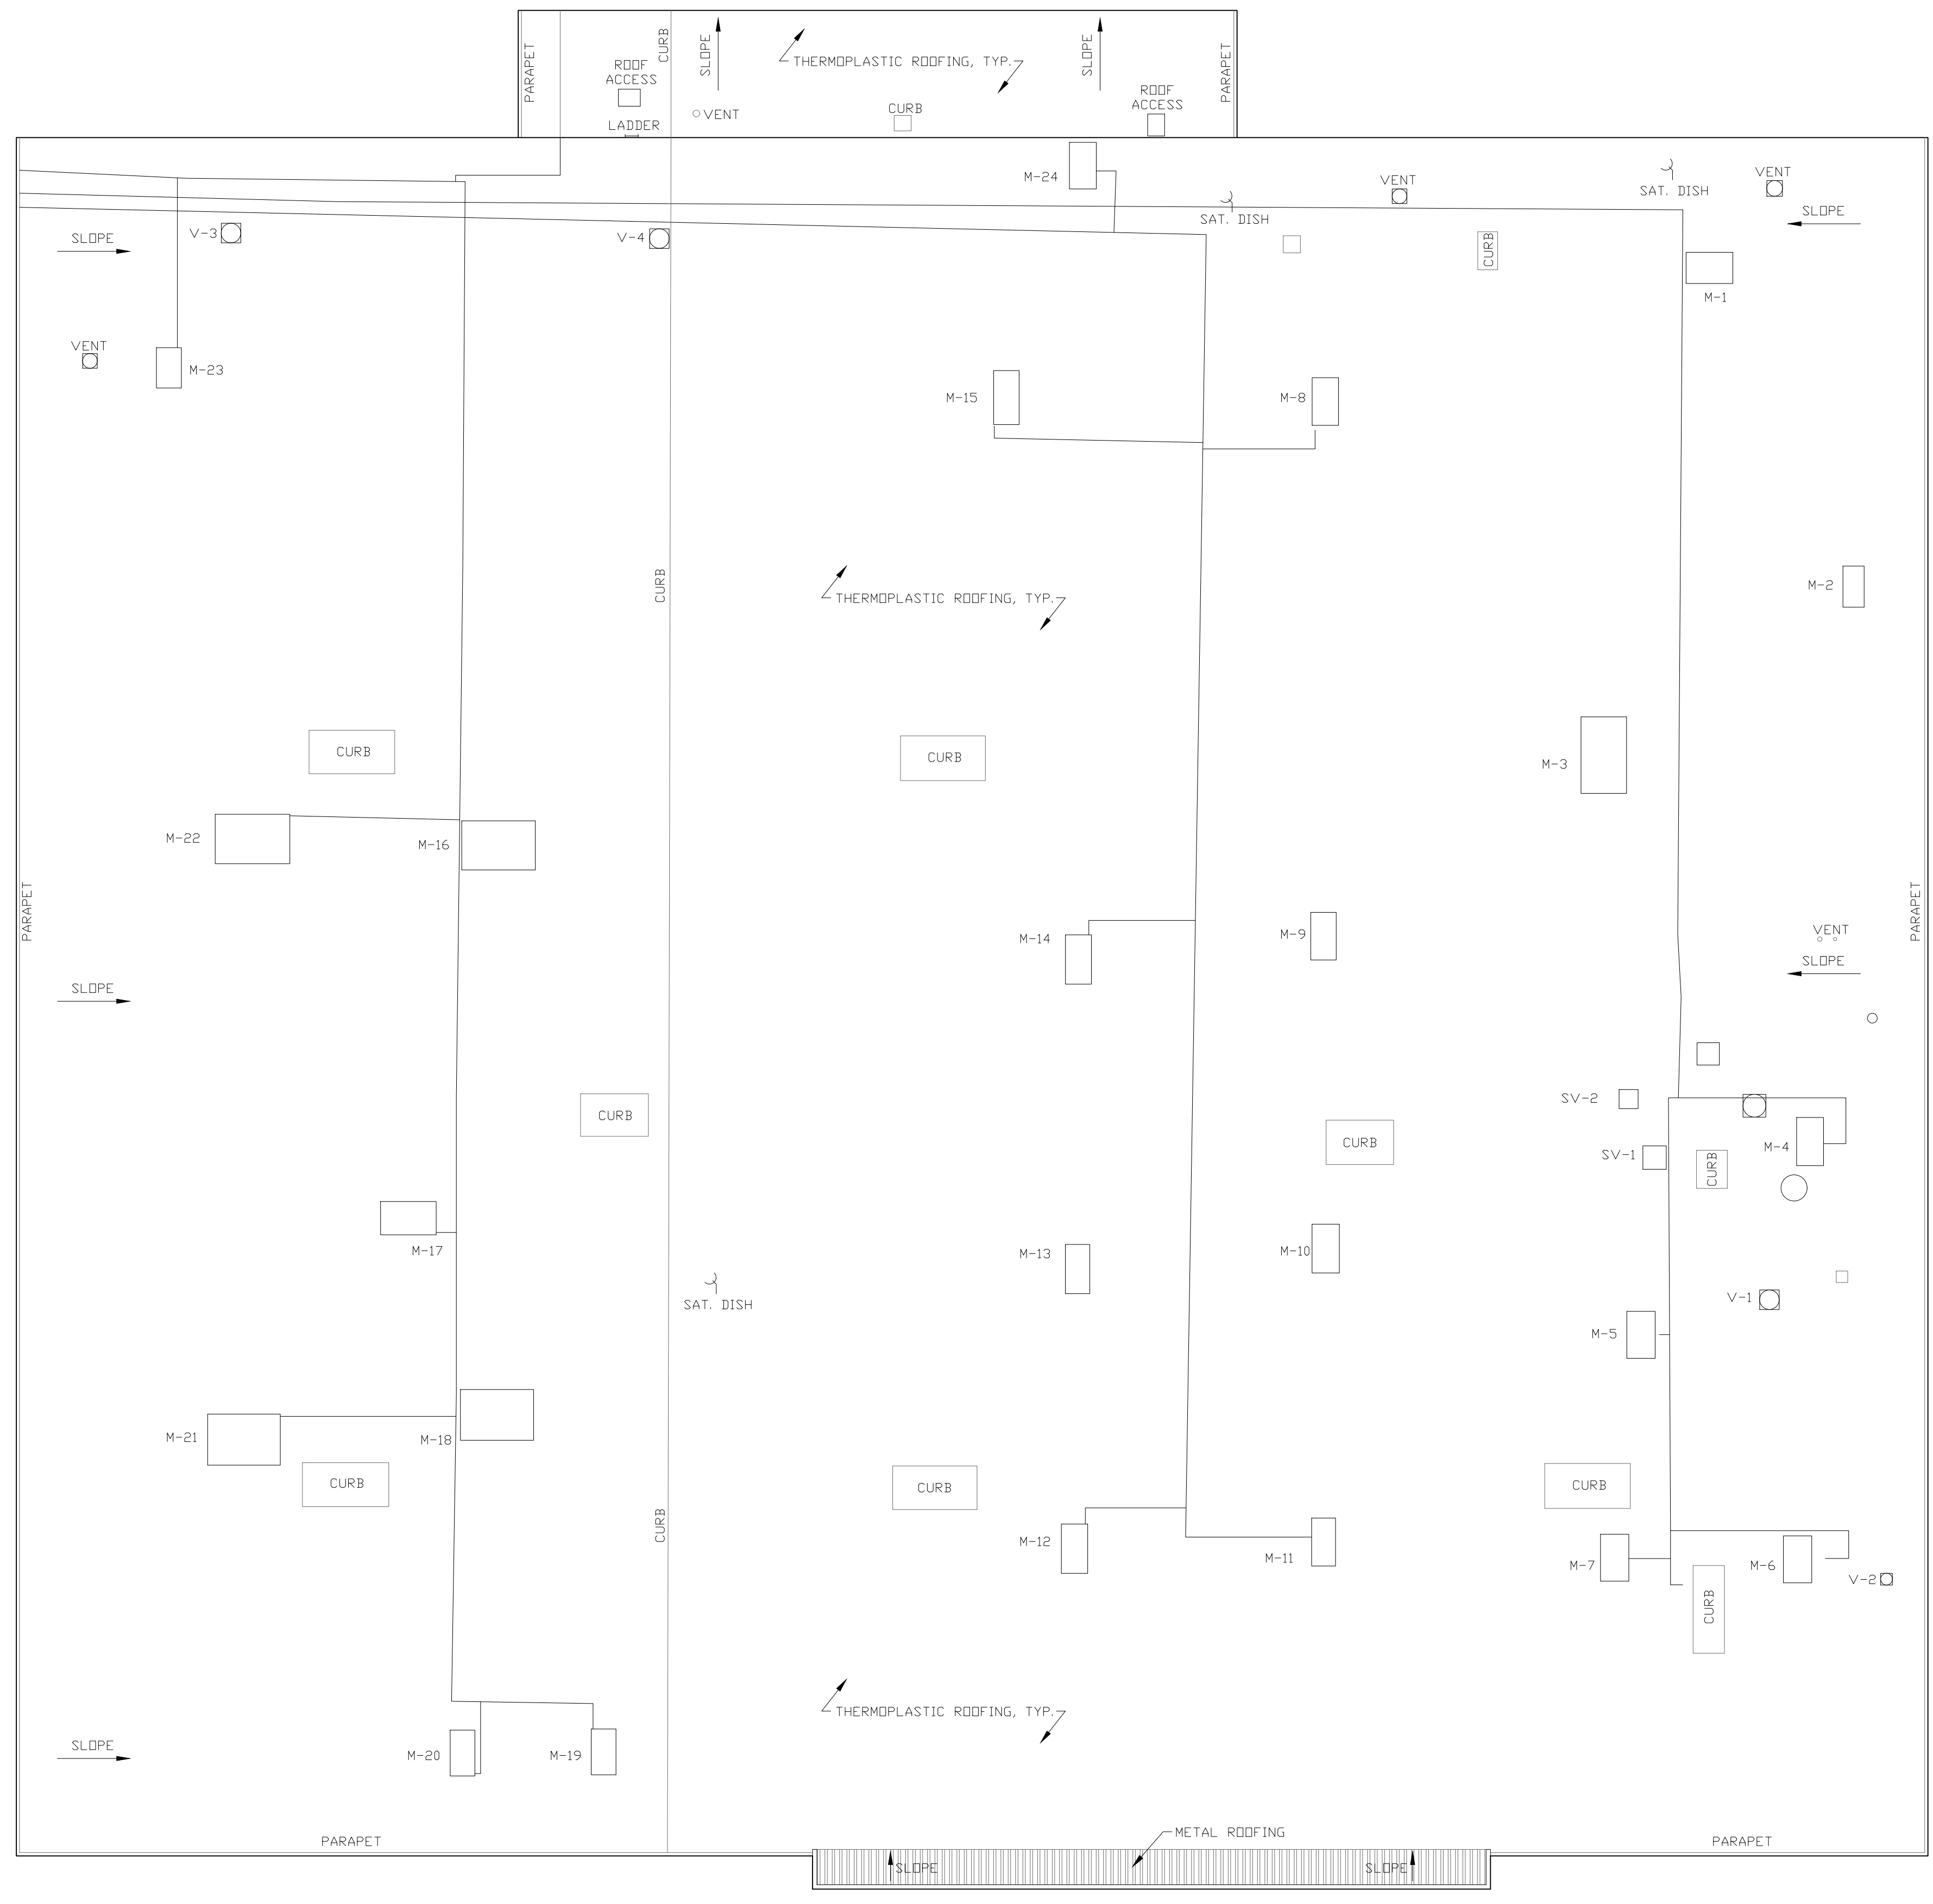 PARAPET
ROOF
ACCESS
LADDER
CURB
SLOPE
VENT
THERMOPLASTIC ROOFING, TYP.
CURB
SLOPE
ROOF
ACCESS
PARAPET
M-24
SAT. DISH
VENT
SAT. DISH
VENT
SLOPE
SLOPE
V-3
V-4
CURB
M-1
VENT
M-23
M-15
M-8
CURB
THERMOPLASTIC ROOFING, TYP.
M-2
CURB
CURB
M-3
M-22
M-16
PARAPET
M-14
M-9
VENT
SLOPE
PARAPET
SLOPE
CURB
CURB
SV-2
SV-1
CURB
M-4
M-17
M-13
M-10
SAT. DISH
V-1
M-5
M-21
M-18
CURB
CURB
CURB
CURB
M-12
M-11
M-7
M-6
V-2
CURB
THERMOPLASTIC ROOFING, TYP.
SLOPE
M-20
M-19
PARAPET
METAL ROOFING
PARAPET
SLOPE
SLOPE